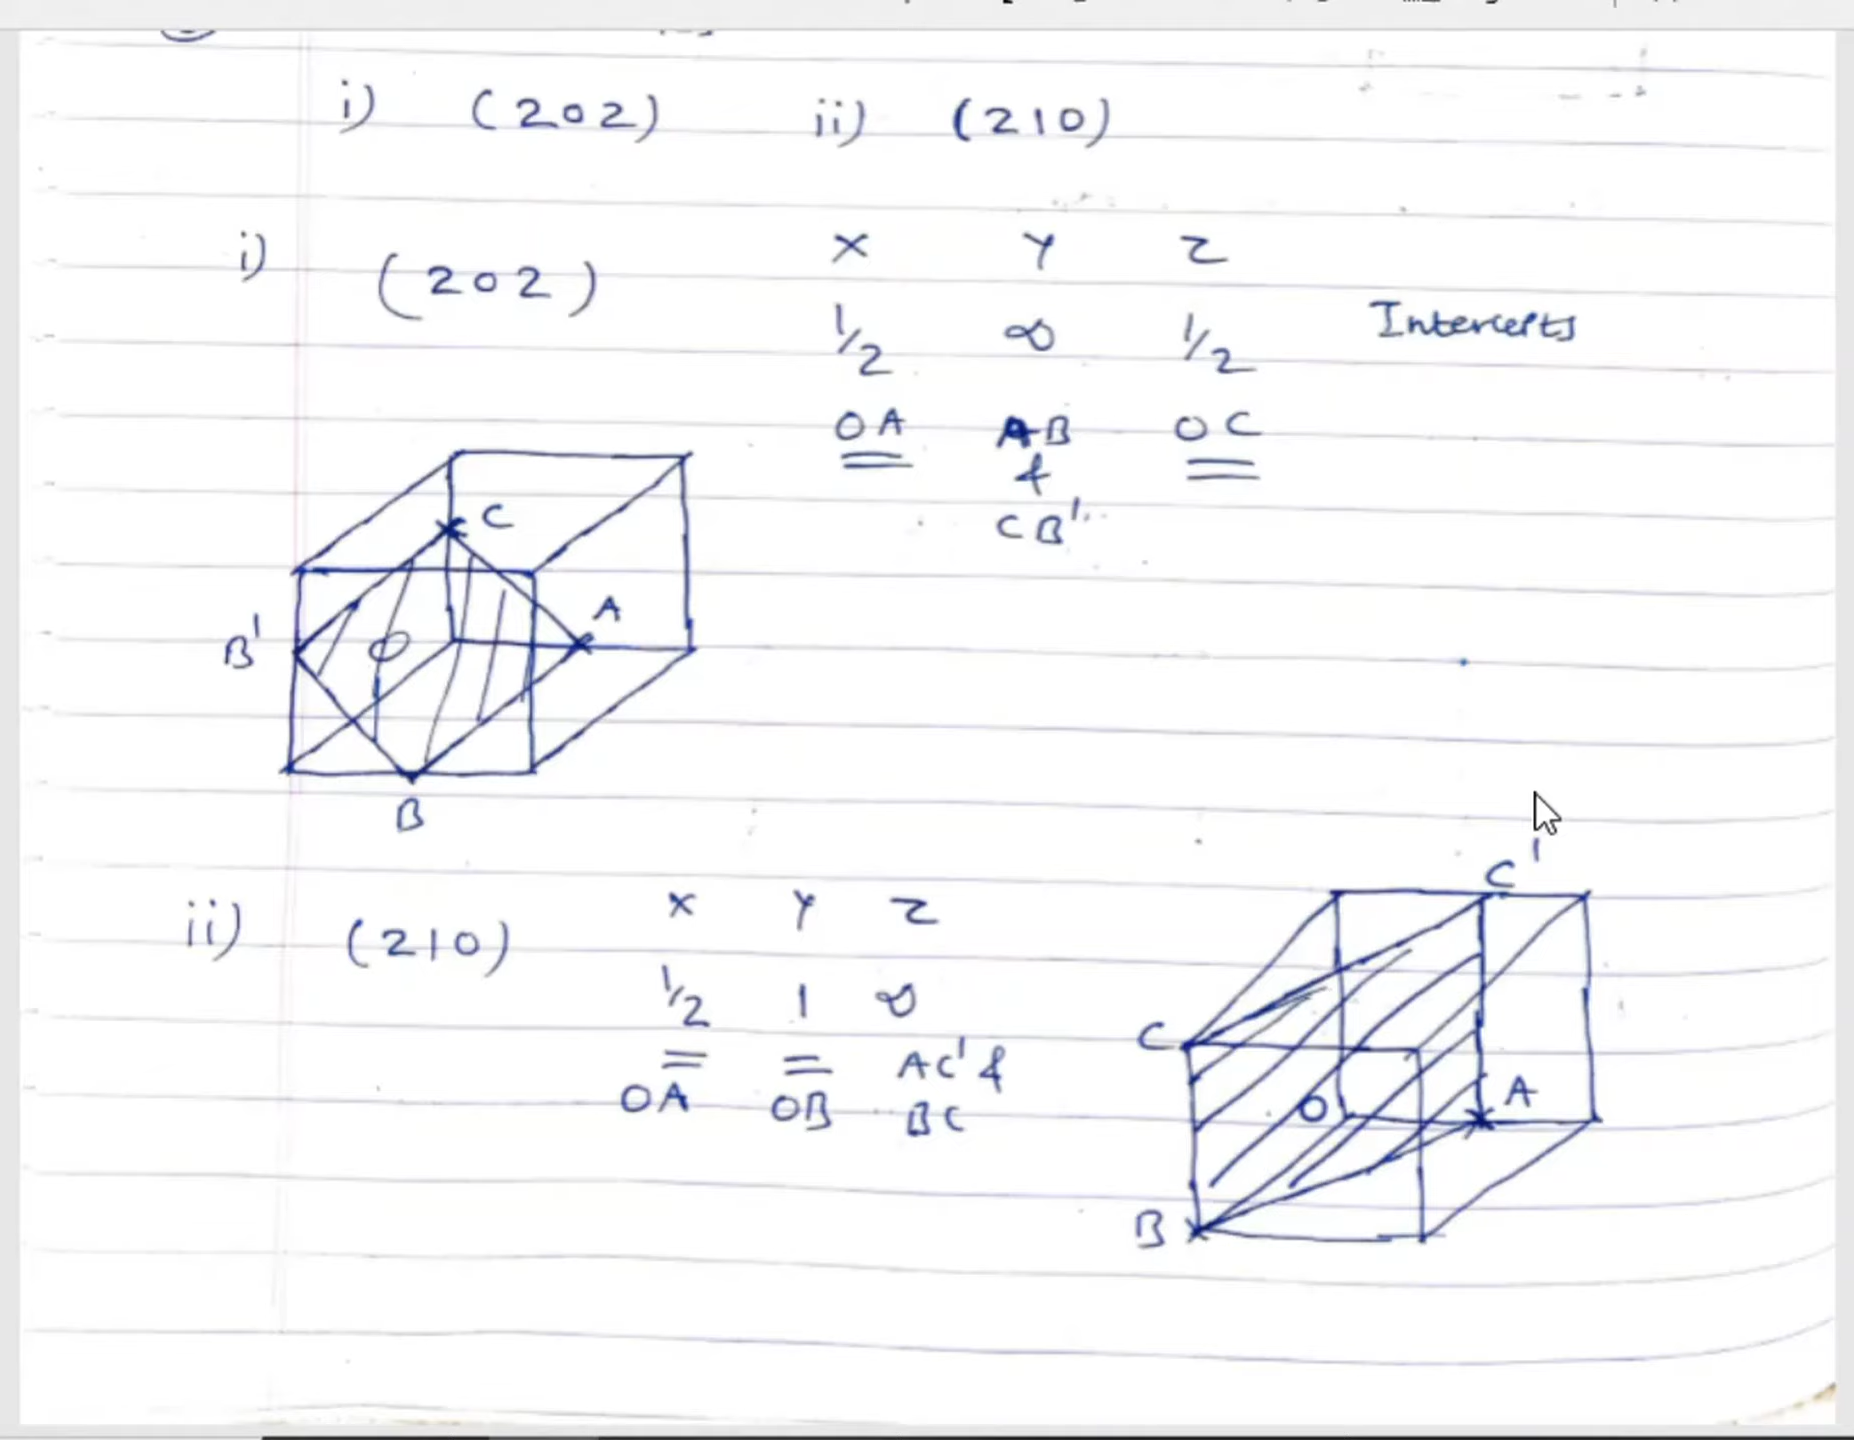 i) (202) ii) (210)
i) (202) X Y Z
1/2 ∞ 1/2 Intercepts
OA AB OC
&
CB'
C
A
B'
O
B
C'
ii) (210) X Y Z
1/2 1 ∞
C
= = AC' &
OA OB BC
O A
B